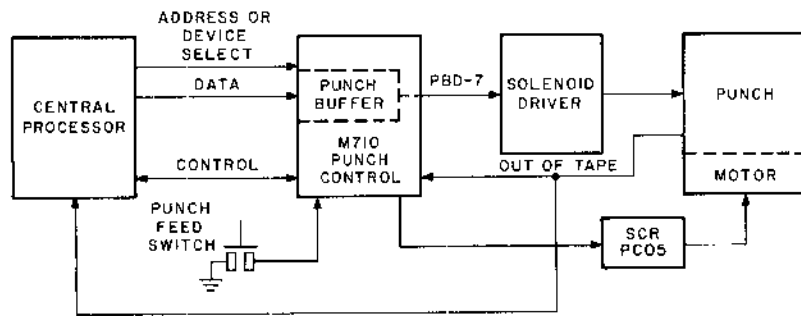 ADDRESS OR
DEVICE
SELECT
DATA
CENTRAL
PROCESSOR
CONTROL
PUNCH
BUFFER
M710
PUNCH
CONTROL
PBD-7
SOLENOID
DRIVER
PUNCH
MOTOR
OUT OF TAPE
PUNCH
FEED
SWITCH
SCR
PC05